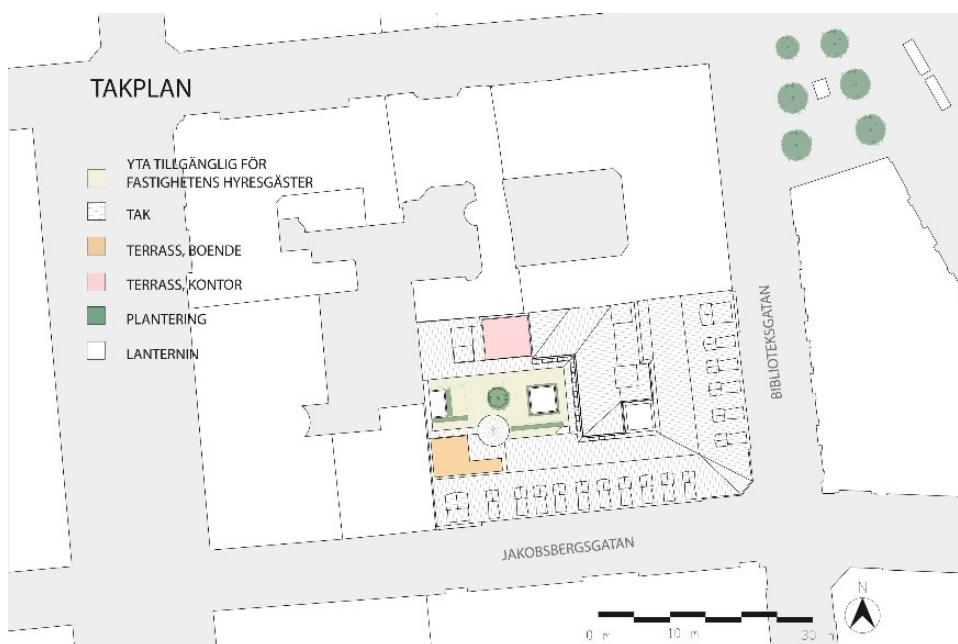 TAKPLAN
YTA TILLGÄNGLIG FÖR
FASTIGHETENS HYRESGÄSTER
TAK
TERRASS, BOENDE
TERRASS, KONTOR
PLANTERING
LANTERNIN
BIBLIOTEKSGATAN
JAKOBSBERGSGATAN
N
0 m 10 m 30 m